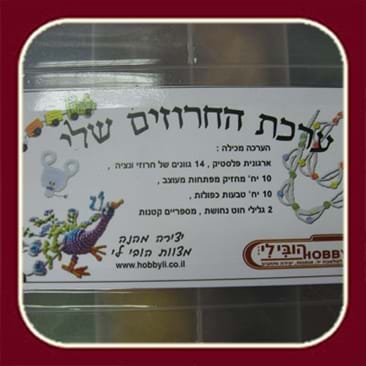 ערכת החרוזים שלי
הערכה מכילה :
ארגונית פלסטיק , 14 גוונים של חרוזי ונציה ,
10 יח' מחזיק מפתחות מעוצב ,
10 יח' טבעות כפולות ,
2 גלילי חוט נחושת , מספריים קטנות
יצירה מהנה
מצוות הובי לי
www.hobbyli.co.il
הובי לי HOBBY